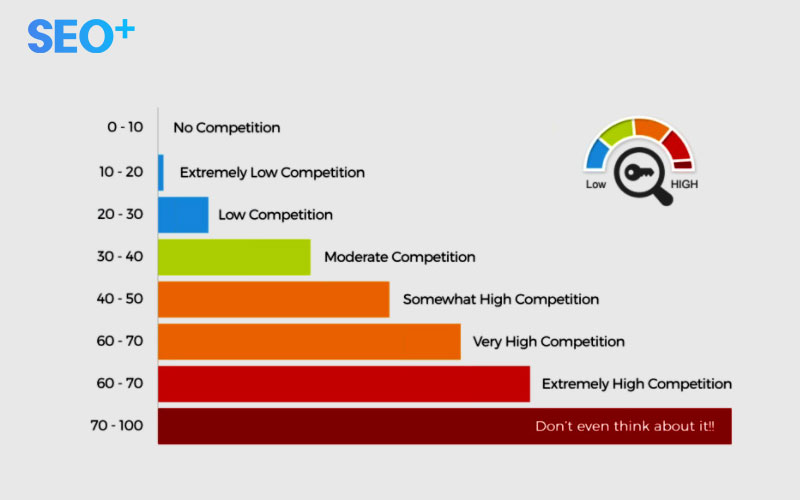 SEO+
0 - 10 No Competition
10 - 20 Extremely Low Competition
20 - 30 Low Competition
30 - 40 Moderate Competition
40 - 50 Somewhat High Competition
60 - 70 Very High Competition
60 - 70 Extremely High Competition
70 - 100 Don't even think about it!!
Low HIGH